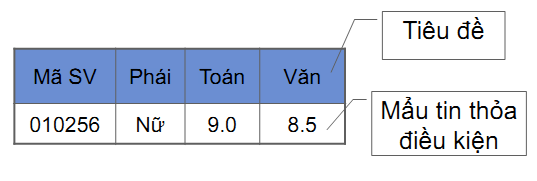 Tiêu đề
Mã SV Phái Toán Văn
010256 Nữ 9.0 8.5
Mẩu tin thỏa
điều kiện